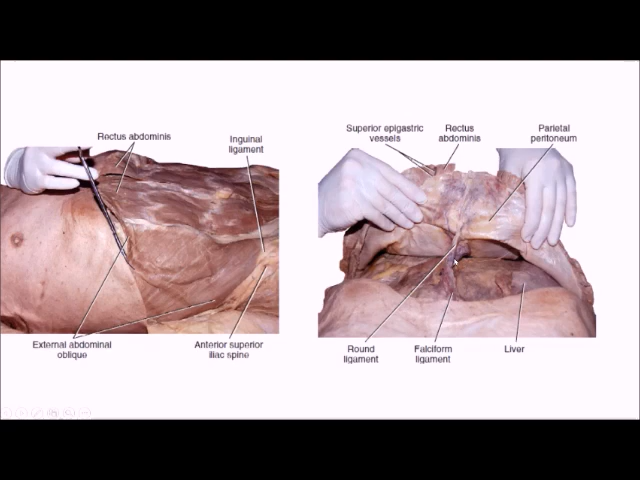 Rectus abdominis
Inguinal
ligament
External abdominal
oblique
Anterior superior
iliac spine
Superior epigastric
vessels
Rectus
abdominis
Parietal
peritoneum
Round
ligament
Falciform
ligament
Liver